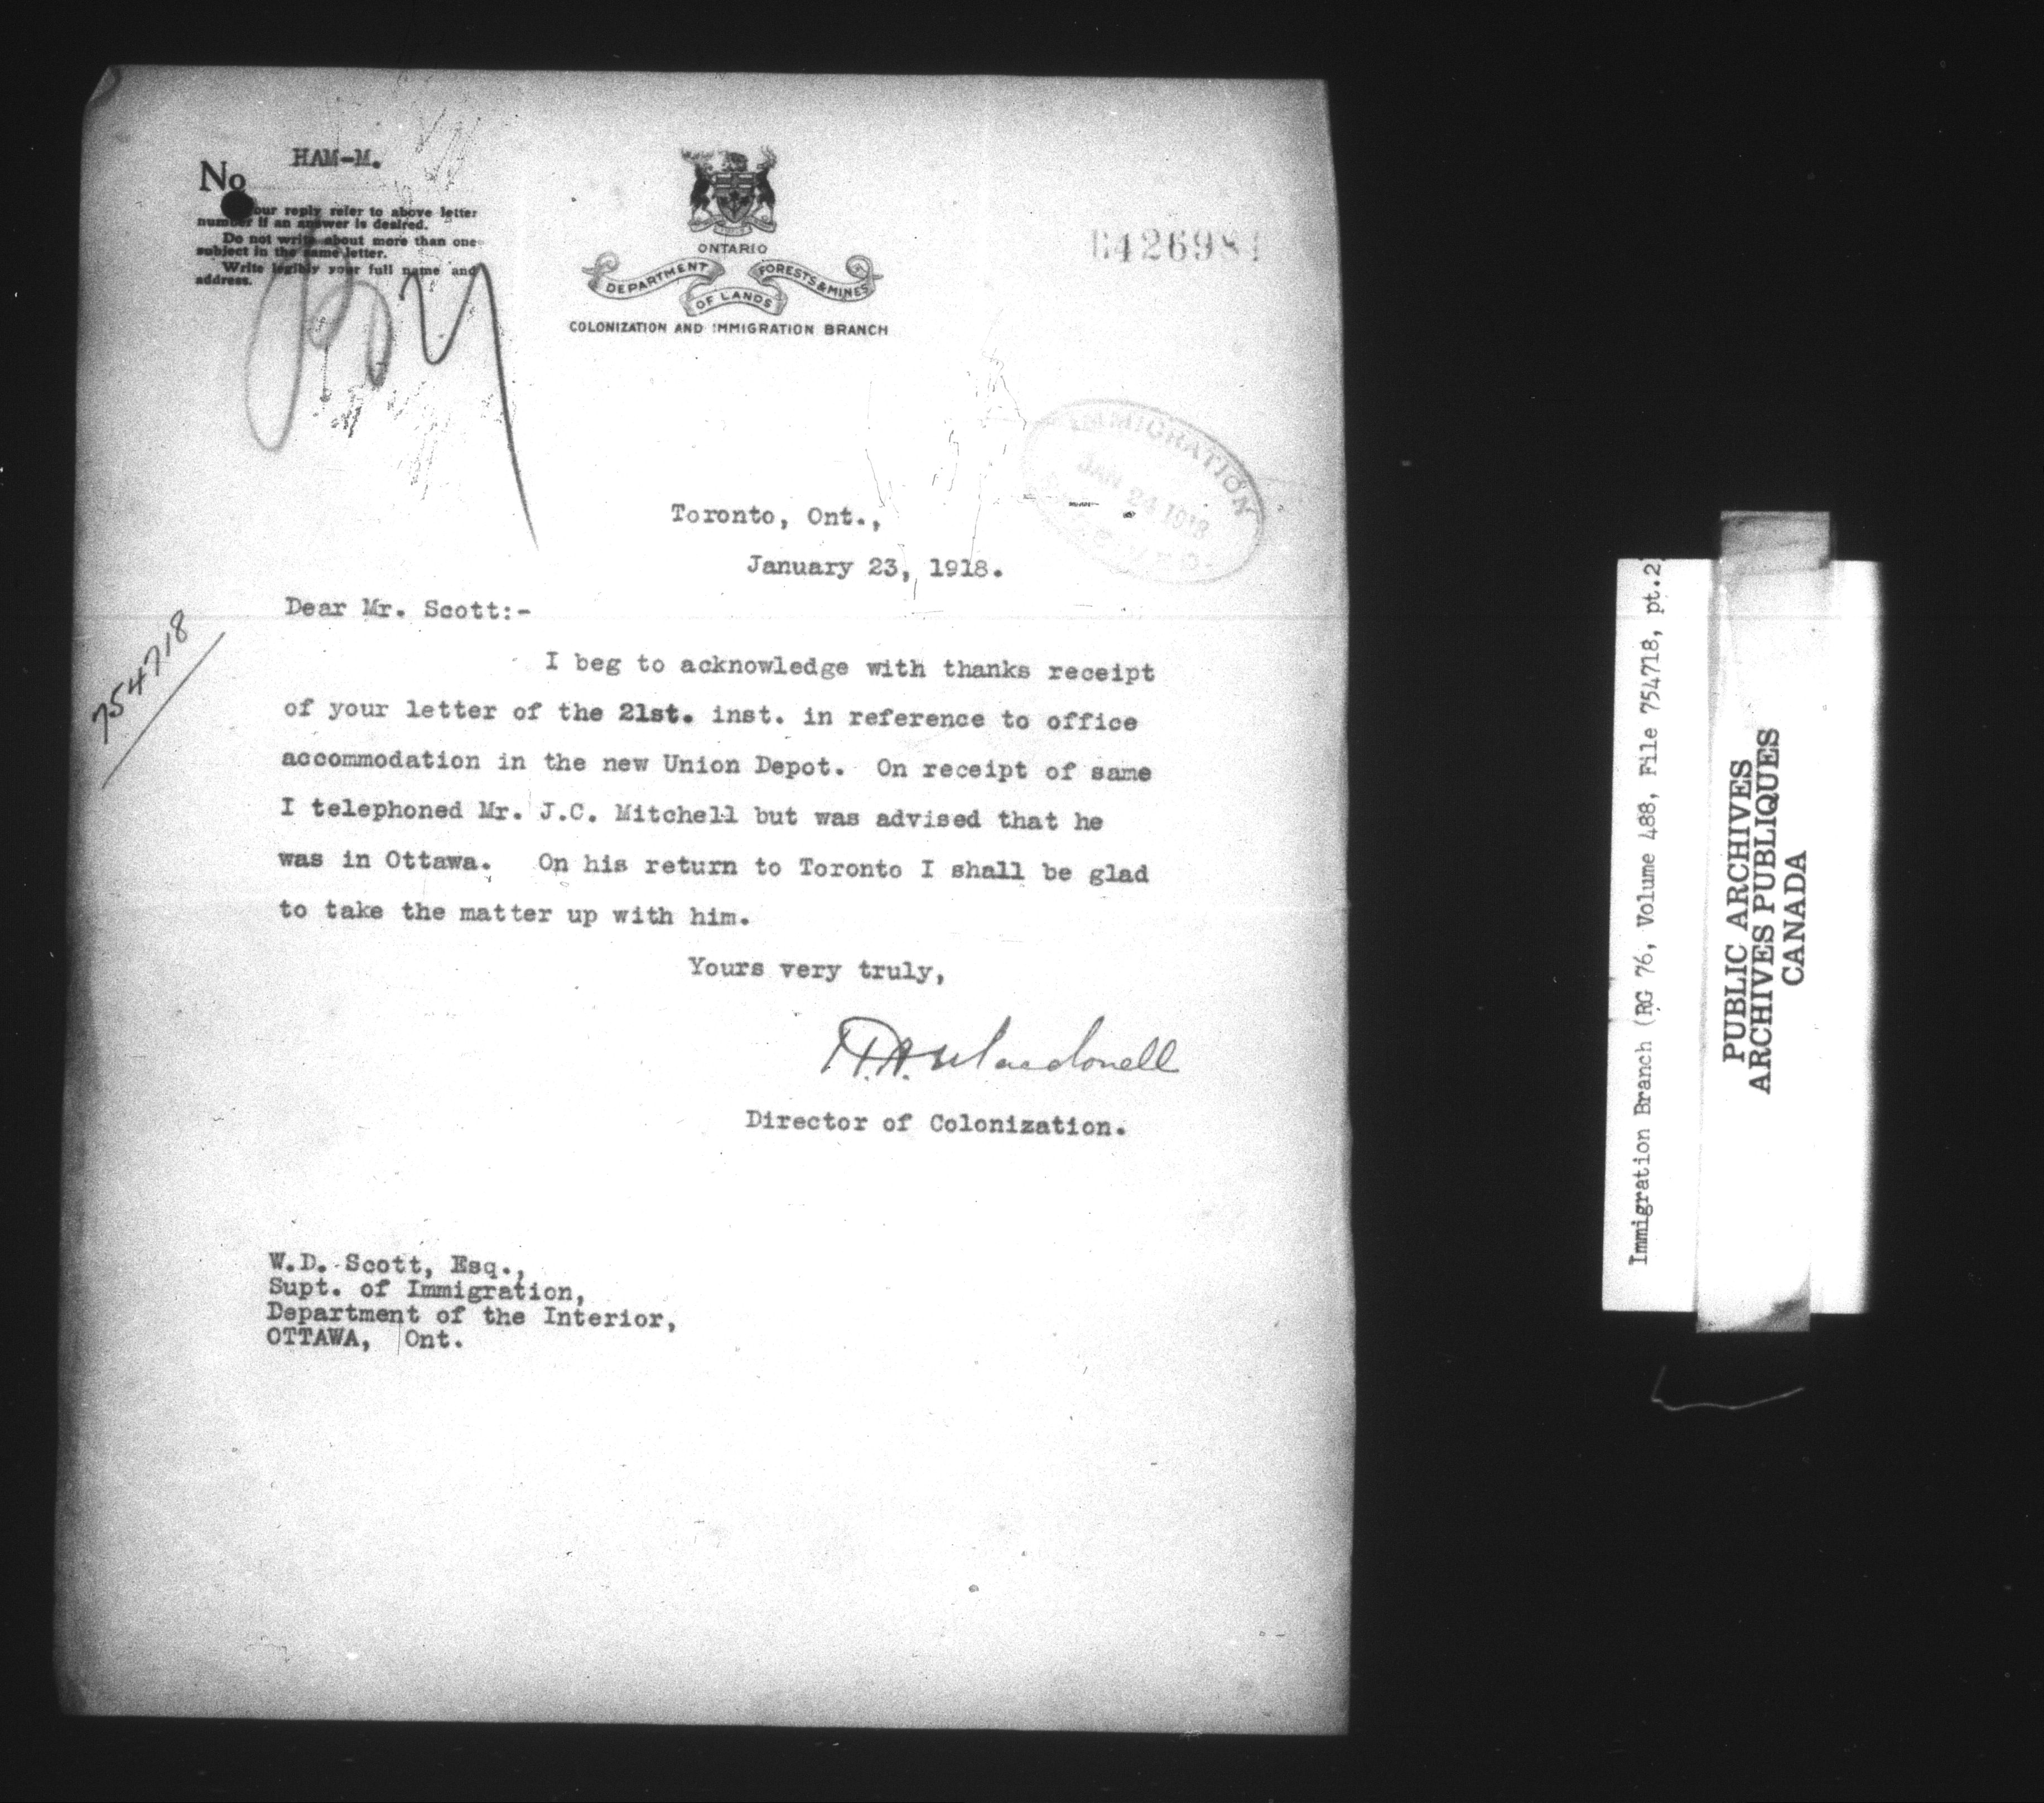 HAM-M.
No
our reply refer to above letter
number if an answer is desired.
Do not write about more than one
subject in the same letter.
Write legibly your full name and
address.
ONTARIO
DEPARTMENT OF LANDS FORESTS & MINES
COLONIZATION AND IMMIGRATION BRANCH
IMMIGRATION
JAN 24 1918
Toronto, Ont.,
January 23, 1918.
754718
Dear Mr. Scott:-
I beg to acknowledge with thanks receipt
of your letter of the 21st. inst. in reference to office
accommodation in the new Union Depot. On receipt of same
I telephoned Mr. J.C. Mitchell but was advised that he
was in Ottawa. On his return to Toronto I shall be glad
to take the matter up with him.
Yours very truly,
H.A. Macdonell
Director of Colonization.
W.D. Scott, Esq.,
Supt. of Immigration,
Department of the Interior,
OTTAWA, Ont.
Immigration Branch (RG 76, Volume 488, File 754718, pt.2
PUBLIC ARCHIVES
ARCHIVES PUBLIQUES
CANADA